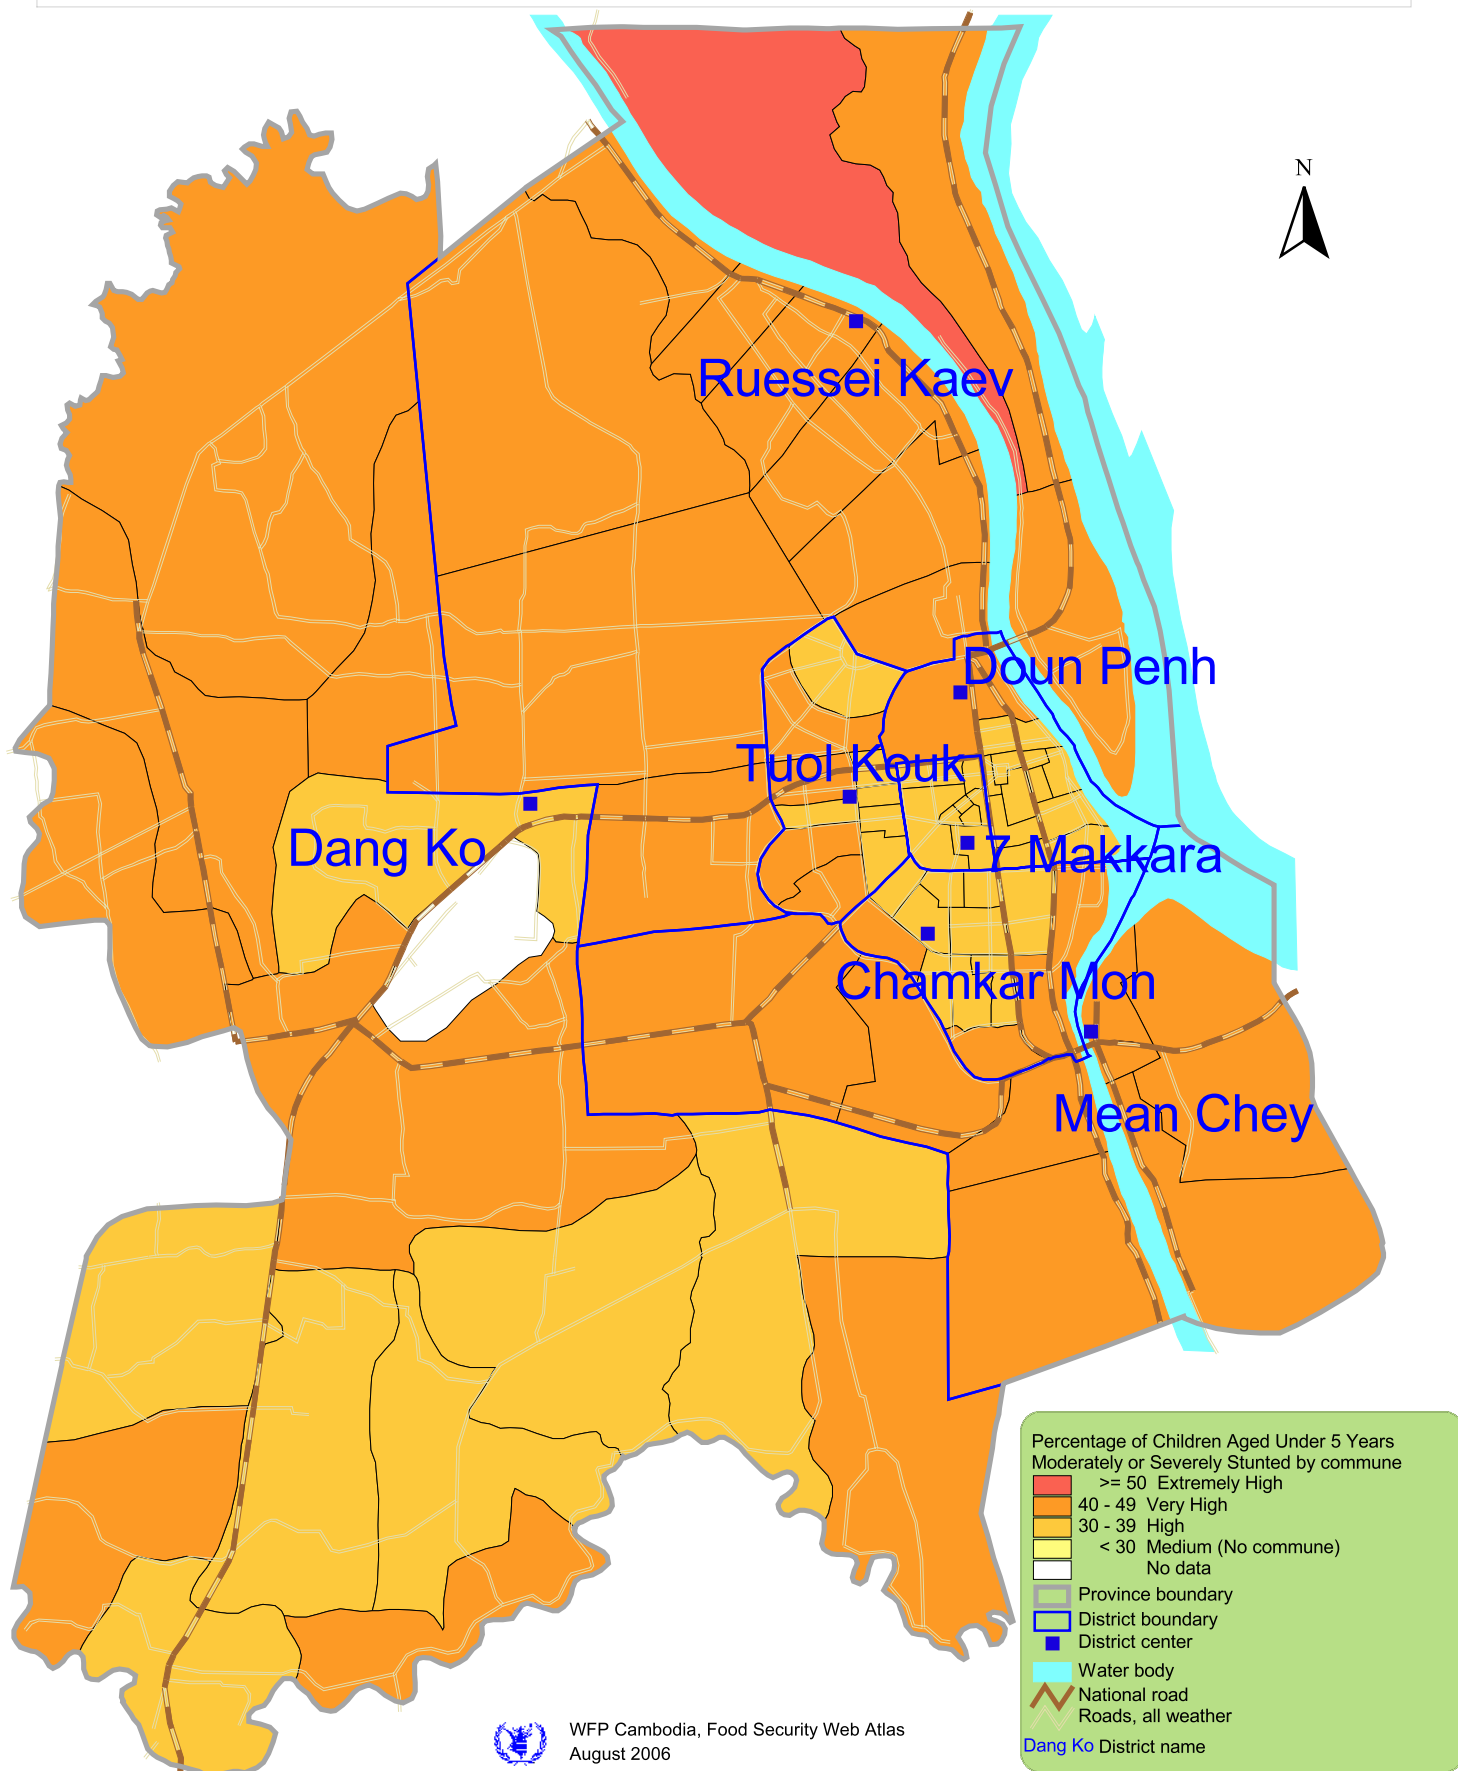 N
Ruessei Kaev
Doun Penh
Tuol Kouk
Dang Ko
7 Makkara
Chamkar Mon
Mean Chey
Percentage of Children Aged Under 5 Years
Moderately or Severely Stunted by commune
>= 50 Extremely High
40 - 49 Very High
30 - 39 High
< 30 Medium (No commune)
No data
Province boundary
District boundary
District center
Water body
National road
Roads, all weather
Dang Ko District name
WFP Cambodia, Food Security Web Atlas
August 2006